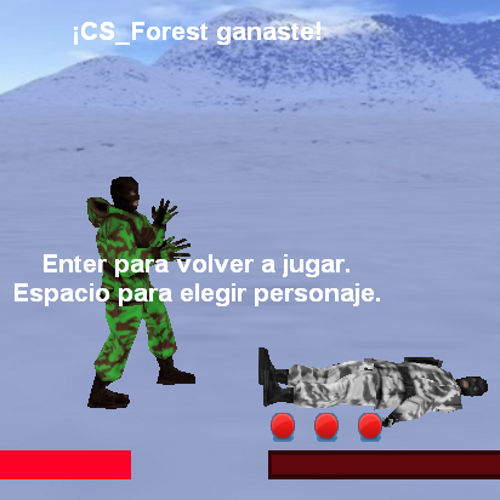 ¡CS_Forest ganaste!
Enter para volver a jugar.
Espacio para elegir personaje.